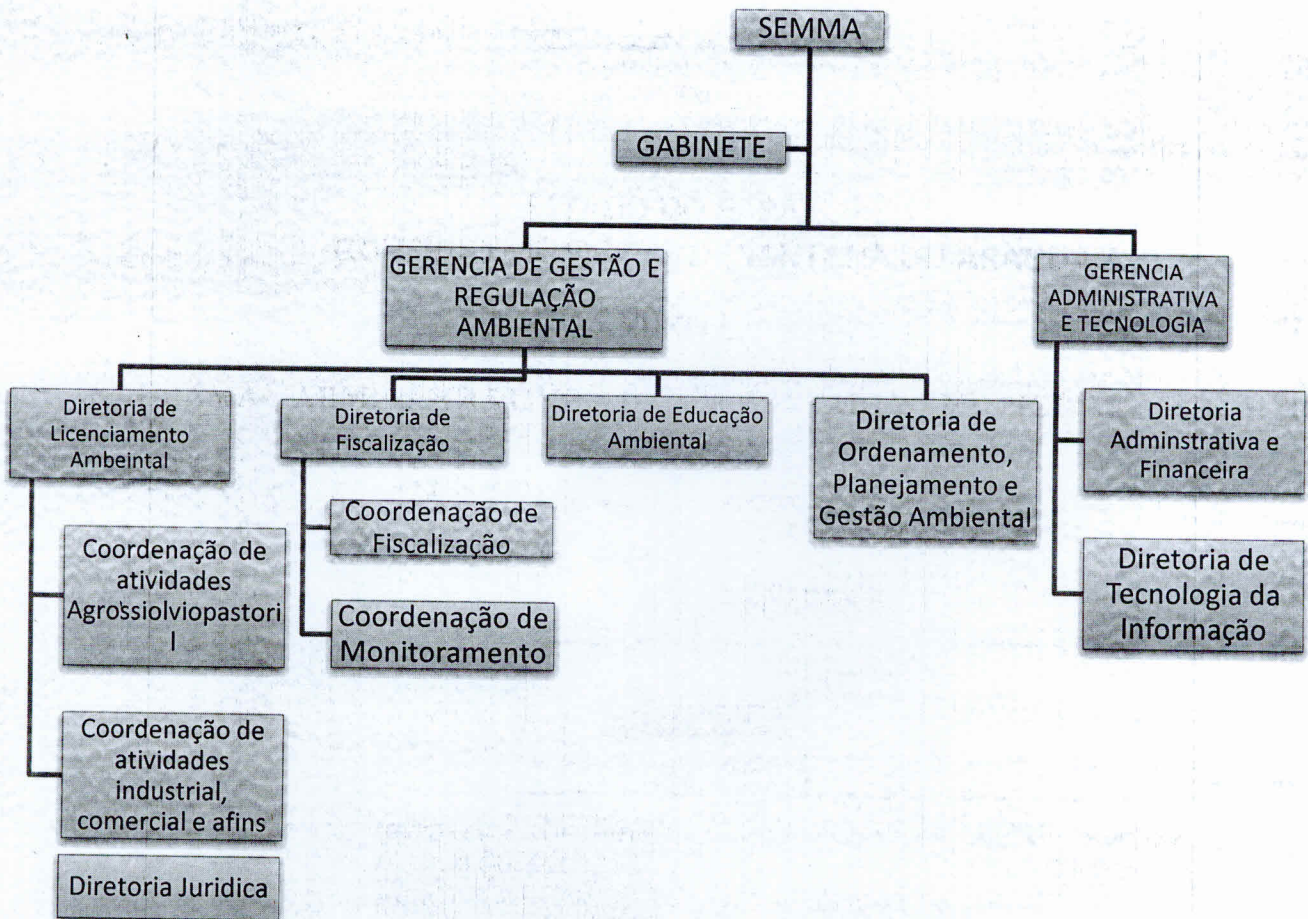 SEMMA
GABINETE
GERENCIA DE GESTÃO E
REGULAÇÃO
AMBIENTAL
GERENCIA
ADMINISTRATIVA
E TECNOLOGIA
Diretoria de
Licenciamento
Ambeintal
Diretoria de
Fiscalização
Diretoria de Educação
Ambiental
Diretoria de
Ordenamento,
Planejamento e
Gestão Ambiental
Diretoria
Adminstrativa e
Financeira
Coordenação de
atividades
Agrossiolviopastori
l
Coordenação de
Fiscalização
Coordenação de
Monitoramento
Diretoria de
Tecnologia da
Informação
Coordenação de
atividades
industrial,
comercial e afins
Diretoria Juridica